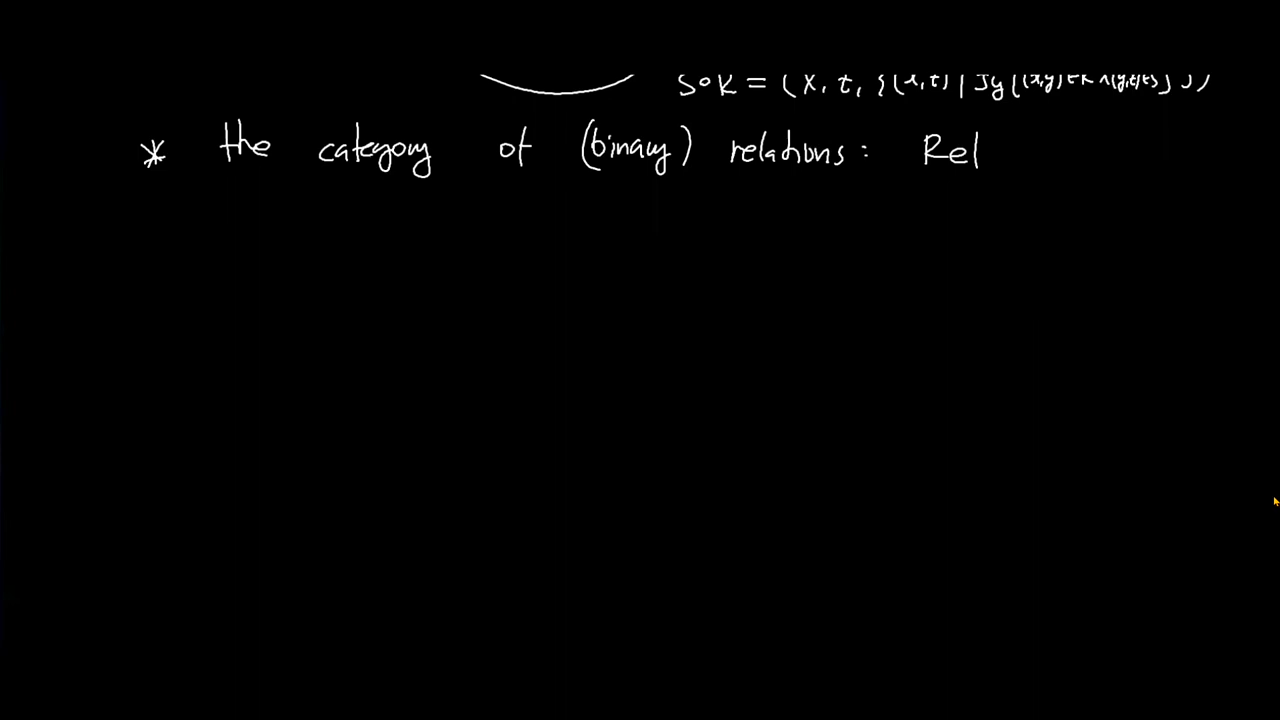 S∘R = (X, Z, {(x,z) | ∃y [(x,y)∈R ∧ (y,z)∈S] })
* the category of (binary) relations : Rel